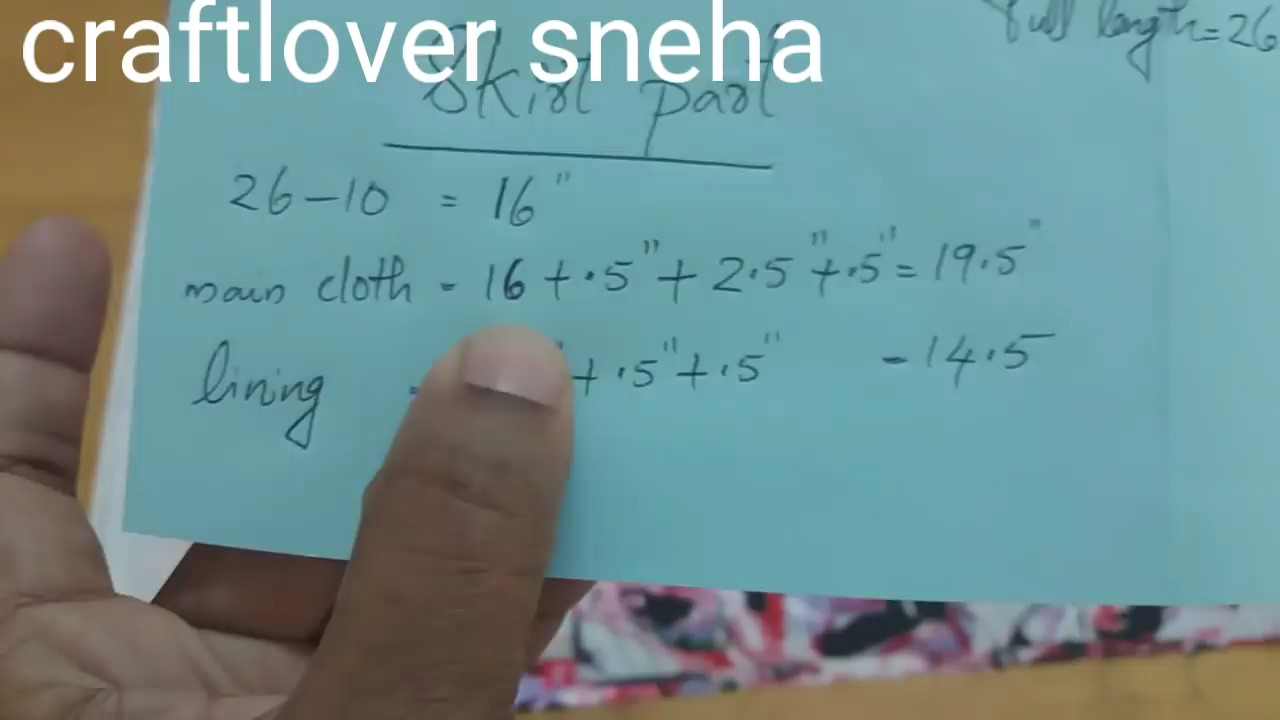 craftlover sneha
Full length = 26
Skirt part
26 - 10 = 16"
main cloth - 16 + .5" + 2.5" + .5" = 19.5"
lining - " + .5" + .5" - 14.5